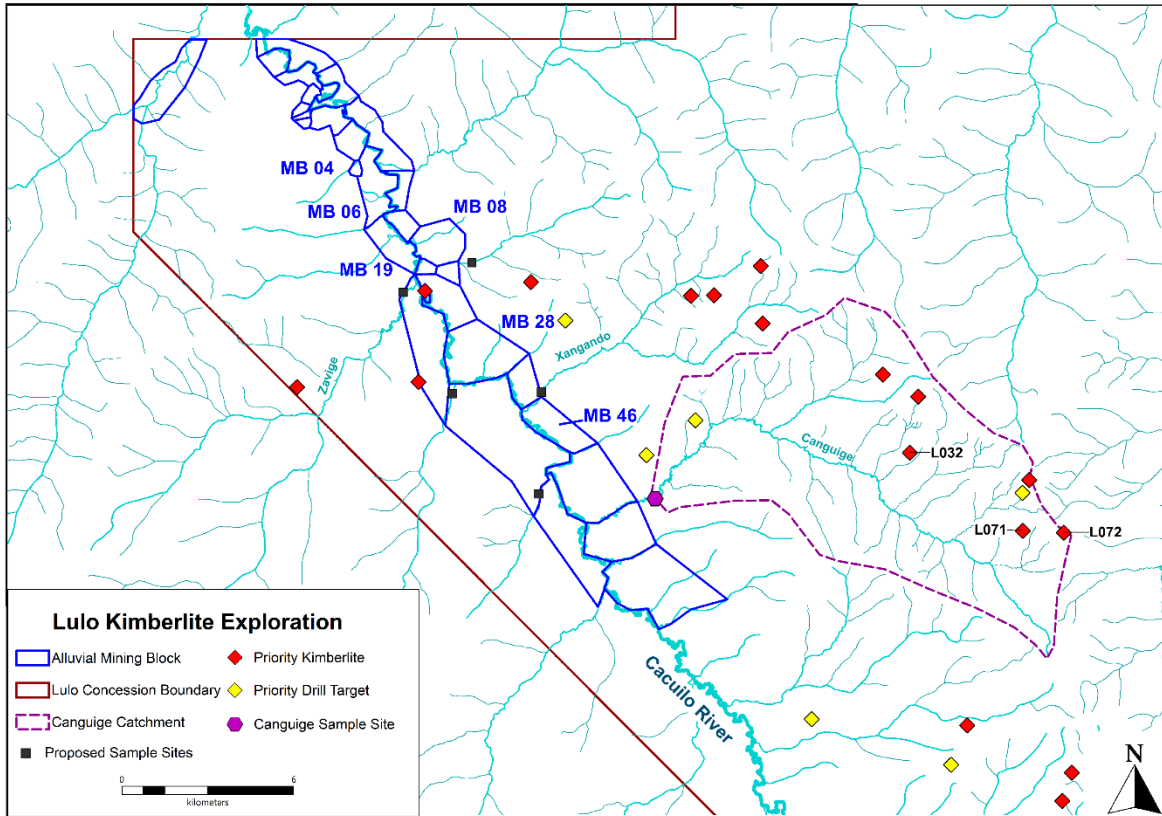 MB 04
MB 06
MB 08
MB 19
MB 28
Xangando
Zavige
MB 46
Canguige
L032
L071
L072
Cacuilo River
Lulo Kimberlite Exploration
Alluvial Mining Block
Priority Kimberlite
Lulo Concession Boundary
Priority Drill Target
Canguige Catchment
Canguige Sample Site
Proposed Sample Sites
0
6
kilometers
N